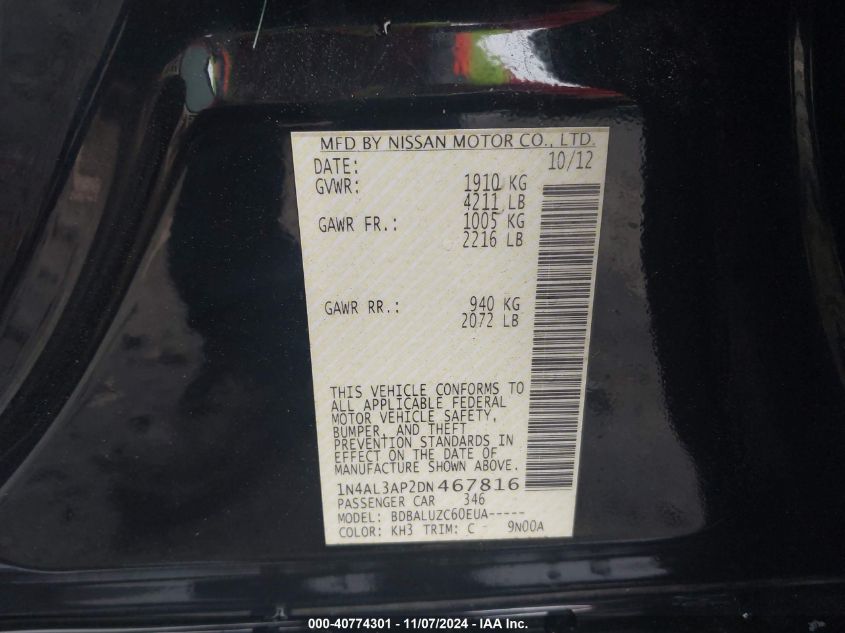 MFD BY NISSAN MOTOR CO., LTD.
DATE: 10/12
GVWR: 1910 KG
4211 LB
GAWR FR.: 1005 KG
2216 LB
GAWR RR.: 940 KG
2072 LB
THIS VEHICLE CONFORMS TO
ALL APPLICABLE FEDERAL
MOTOR VEHICLE SAFETY,
BUMPER, AND THEFT
PREVENTION STANDARDS IN
EFFECT ON THE DATE OF
MANUFACTURE SHOWN ABOVE.
1N4AL3AP2DN467816
PASSENGER CAR 346
MODEL: BDBALUZC60EUA-----
COLOR: KH3 TRIM: C 9N00A
000-40774301 - 11/07/2024 - IAA Inc.